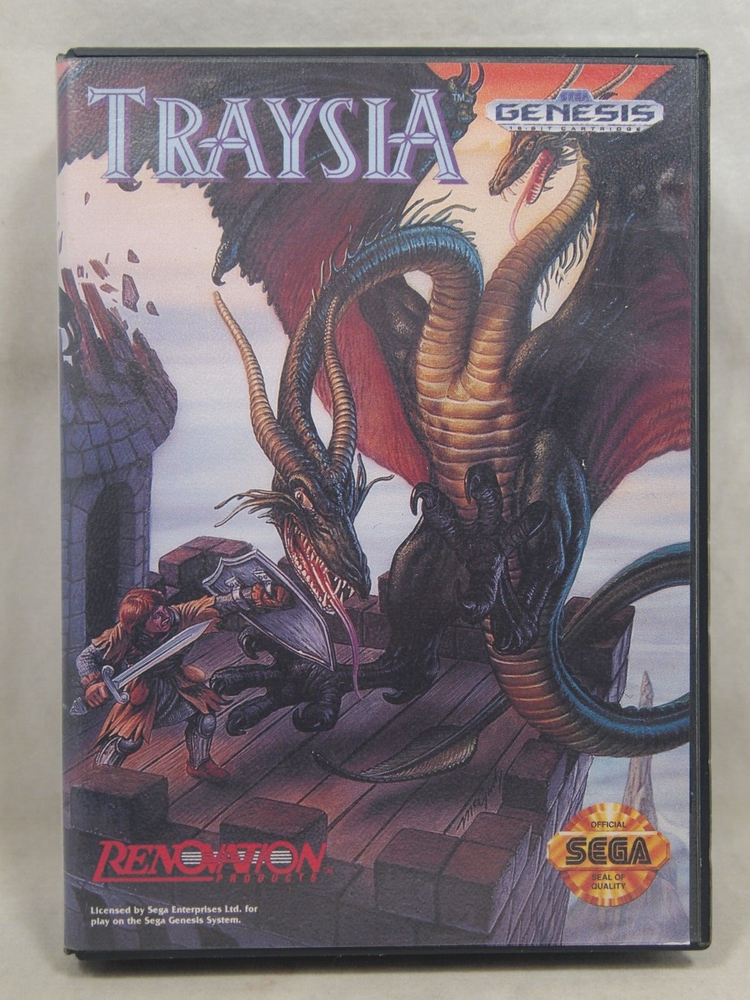 TRAYSIA™
SEGA
GENESIS
16-BIT CARTRIDGE
RENOVATION
PRODUCTS
Licensed by Sega Enterprises Ltd. for
play on the Sega Genesis System.
OFFICIAL
SEGA
SEAL OF
QUALITY